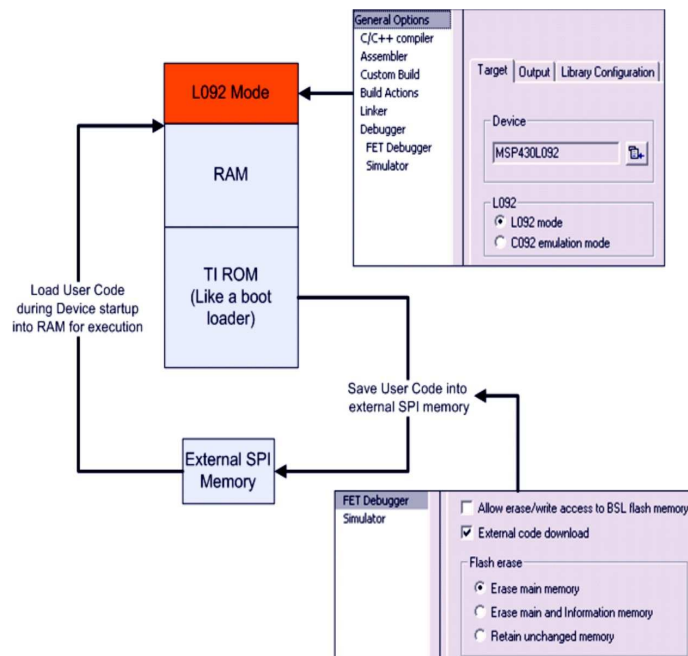 General Options
C/C++ compiler
Assembler
Custom Build
Build Actions
Linker
Debugger
FET Debugger
Simulator
Target
Output
Library Configuration
Device
MSP430L092
L092
L092 mode
C092 emulation mode
L092 Mode
RAM
TI ROM
(Like a boot
loader)
Load User Code
during Device startup
into RAM for execution
Save User Code into
external SPI memory
External SPI
Memory
FET Debugger
Simulator
Allow erase/write access to BSL flash memory
External code download
Flash erase
Erase main memory
Erase main and Information memory
Retain unchanged memory